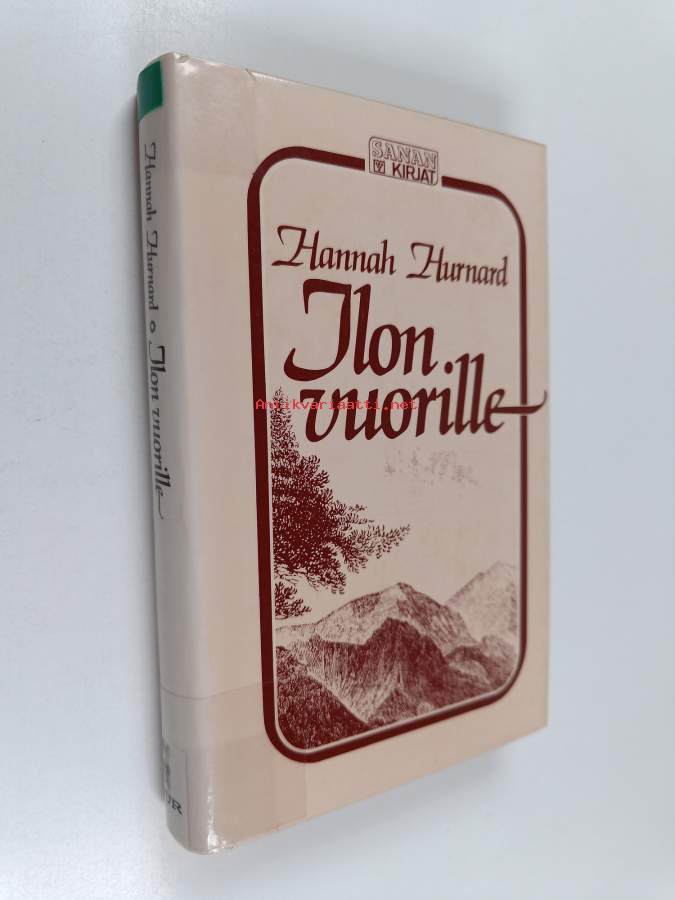 SANAN
KIRJAT
Hannah Hurnard
Ilon
vuorille
Antikvariaatti.net
Hannah Hurnard Ilon vuorille